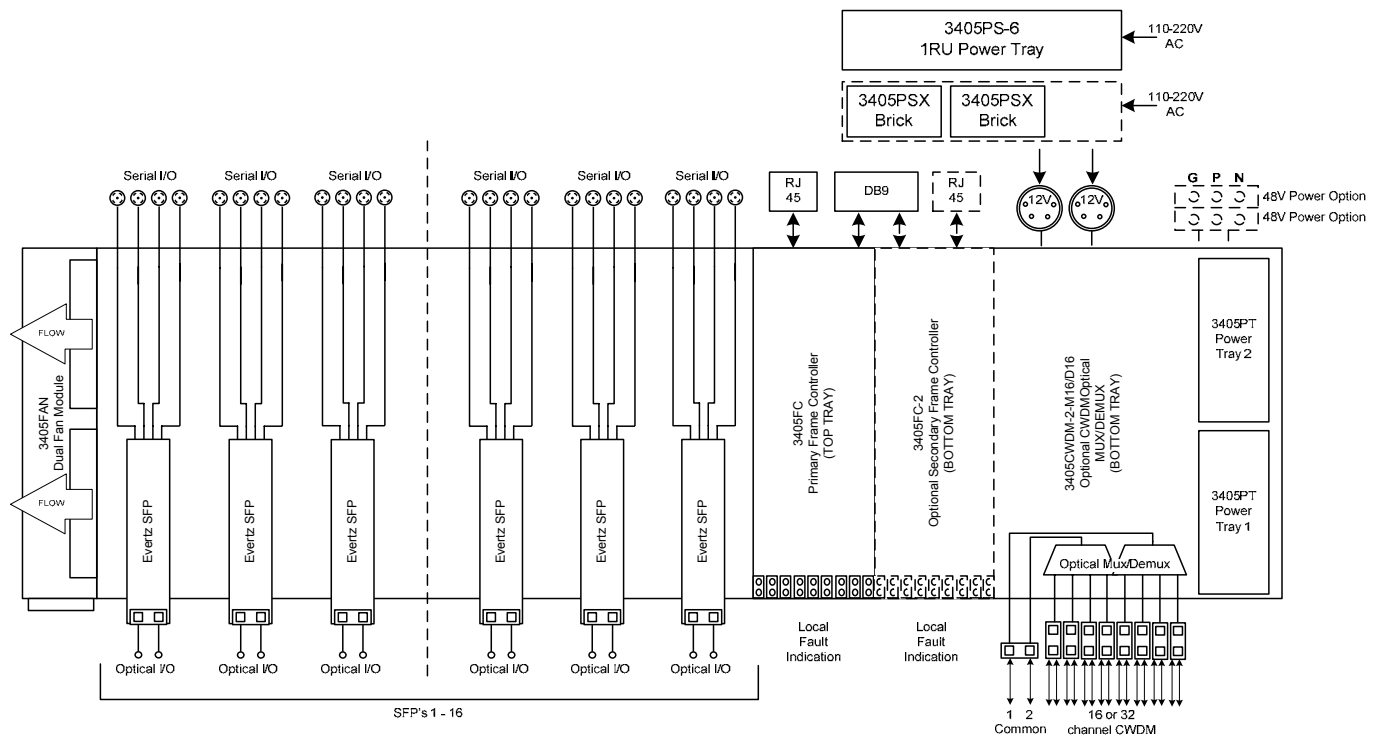 3405PS-6
1RU Power Tray
110-220V
AC
3405PSX
Brick
3405PSX
Brick
110-220V
AC
Serial I/O
Serial I/O
Serial I/O
Serial I/O
Serial I/O
Serial I/O
RJ
45
DB9
RJ
45
12V
12V
G P N
48V Power Option
48V Power Option
FLOW
FLOW
3405FAN
Dual Fan Module
Evertz SFP
Evertz SFP
Evertz SFP
Evertz SFP
Evertz SFP
Evertz SFP
3405FC
Primary Frame Controller
(TOP TRAY)
3405FC-2
Optional Secondary Frame Controller
(BOTTOM TRAY)
3405CWDM-2-M16/D16
Optional CWDMOptical
MUX/DEMUX
(BOTTOM TRAY)
3405PT
Power
Tray 2
3405PT
Power
Tray 1
Optical Mux/Demux
Optical I/O
Optical I/O
Optical I/O
Optical I/O
Optical I/O
Optical I/O
Local
Fault
Indication
Local
Fault
Indication
SFP's 1 - 16
1 2
Common
16 or 32
channel CWDM